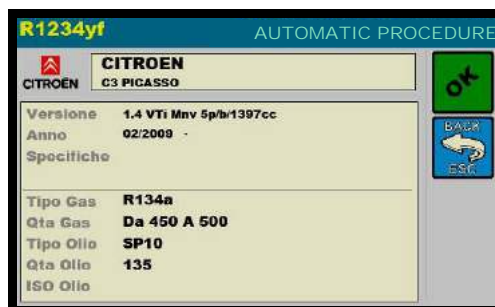 R1234yf AUTOMATIC PROCEDURE
CITROËN
CITROEN
C3 PICASSO
OK
Versione 1.4 VTi Mnv 5p/b/1397cc
Anno 02/2009 -
Specifiche
BACK
ESC
Tipo Gas R134a
Qta Gas Da 450 A 500
Tipo Olio SP10
Qta Olio 135
ISO Olio